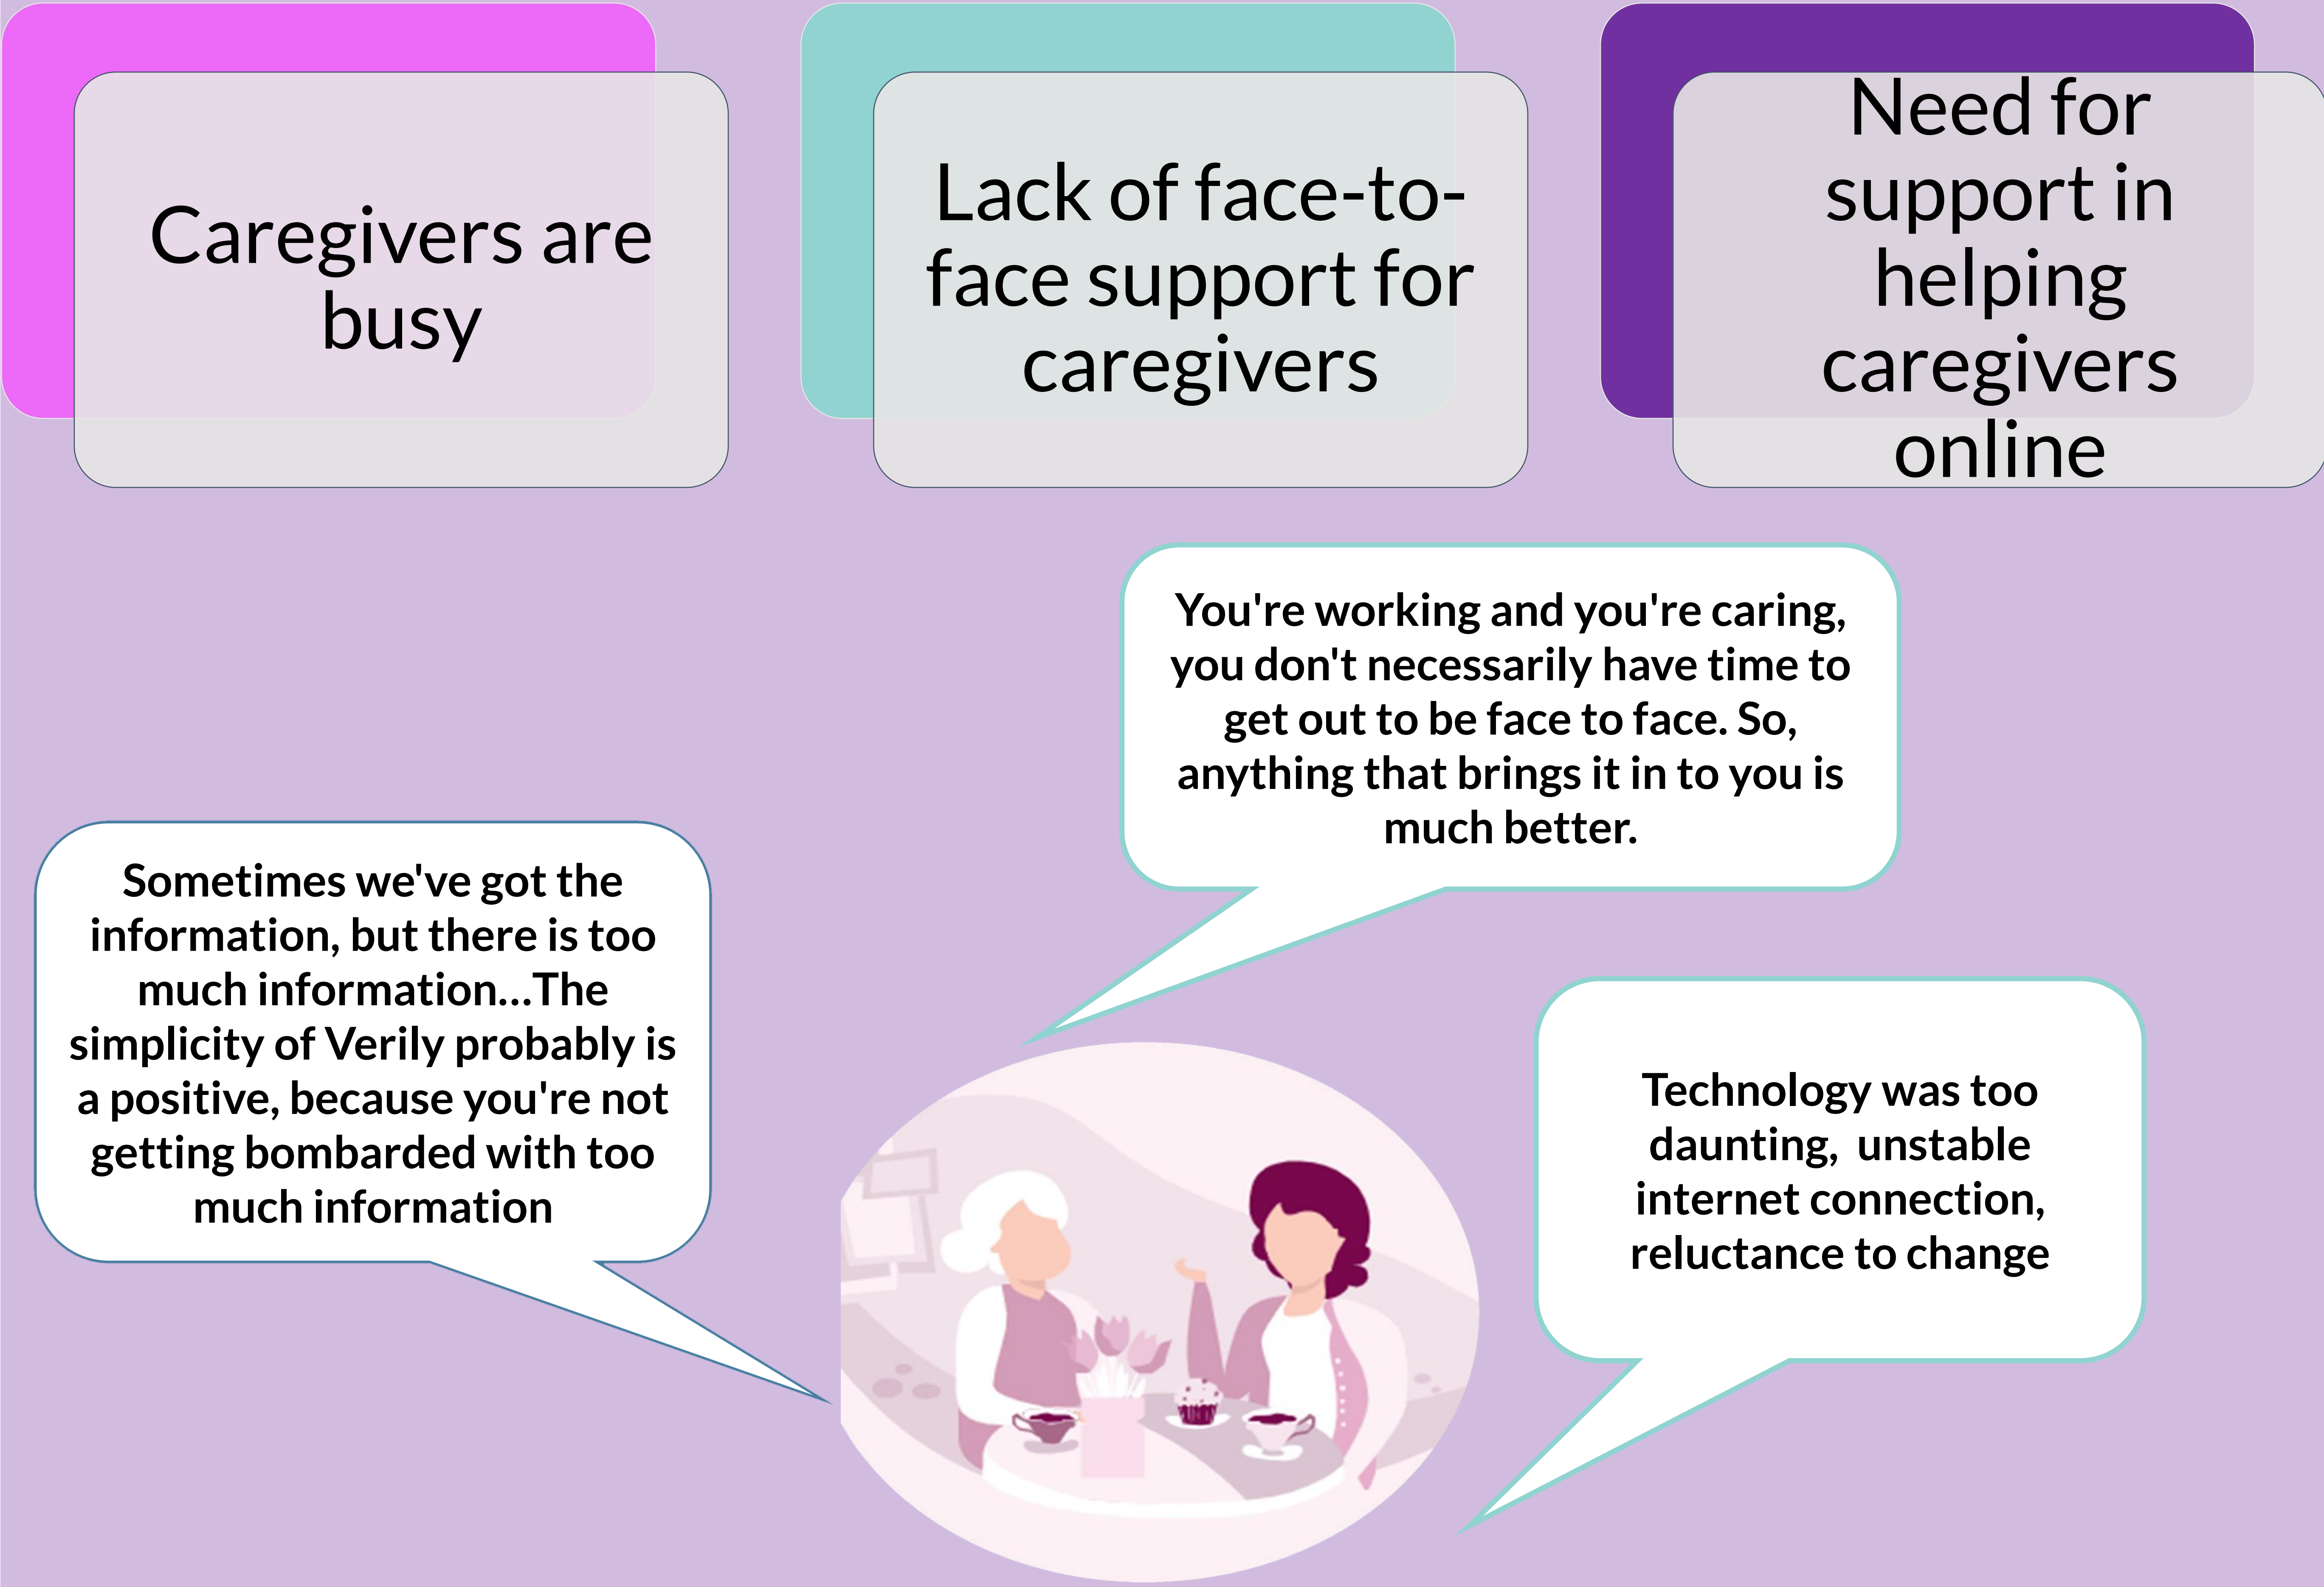 Caregivers are
busy
Lack of face-to-
face support for
caregivers
Need for
support in
helping
caregivers
online
You're working and you're caring,
you don't necessarily have time to
get out to be face to face. So,
anything that brings it in to you is
much better.
Sometimes we've got the
information, but there is too
much information...The
simplicity of Verily probably is
a positive, because you're not
getting bombarded with too
much information
Technology was too
daunting,  unstable
internet connection,
reluctance to change